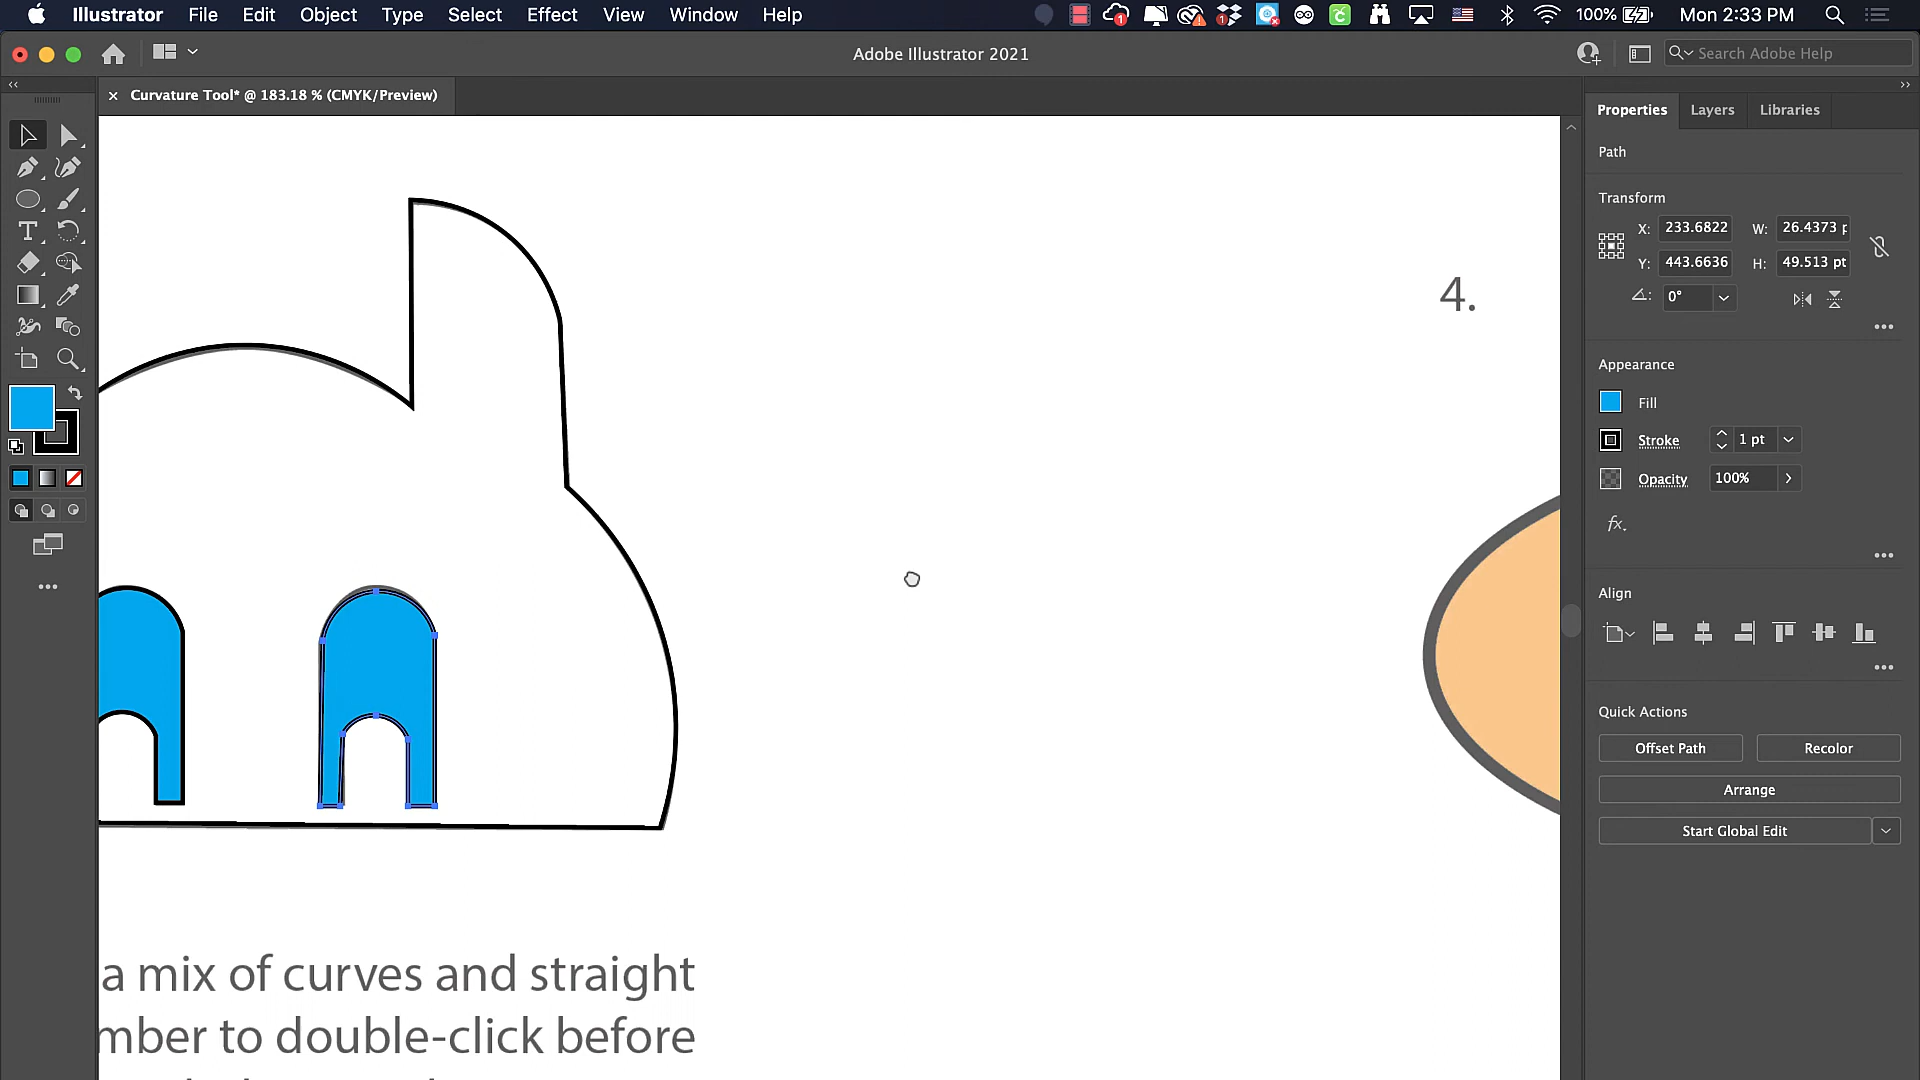 Illustrator File Edit Object Type Select Effect View Window Help
100% Mon 2:33 PM
Adobe Illustrator 2021
Search Adobe Help
Curvature Tool* @ 183.18 % (CMYK/Preview)
Properties Layers Libraries
Path
Transform
X: 233.6822 W: 26.4373 p
Y: 443.6636 H: 49.513 pt
0°
4.
Appearance
Fill
Stroke 1 pt
Opacity 100%
fx.
Align
Quick Actions
Offset Path Recolor
Arrange
Start Global Edit
a mix of curves and straight
mber to double-click before